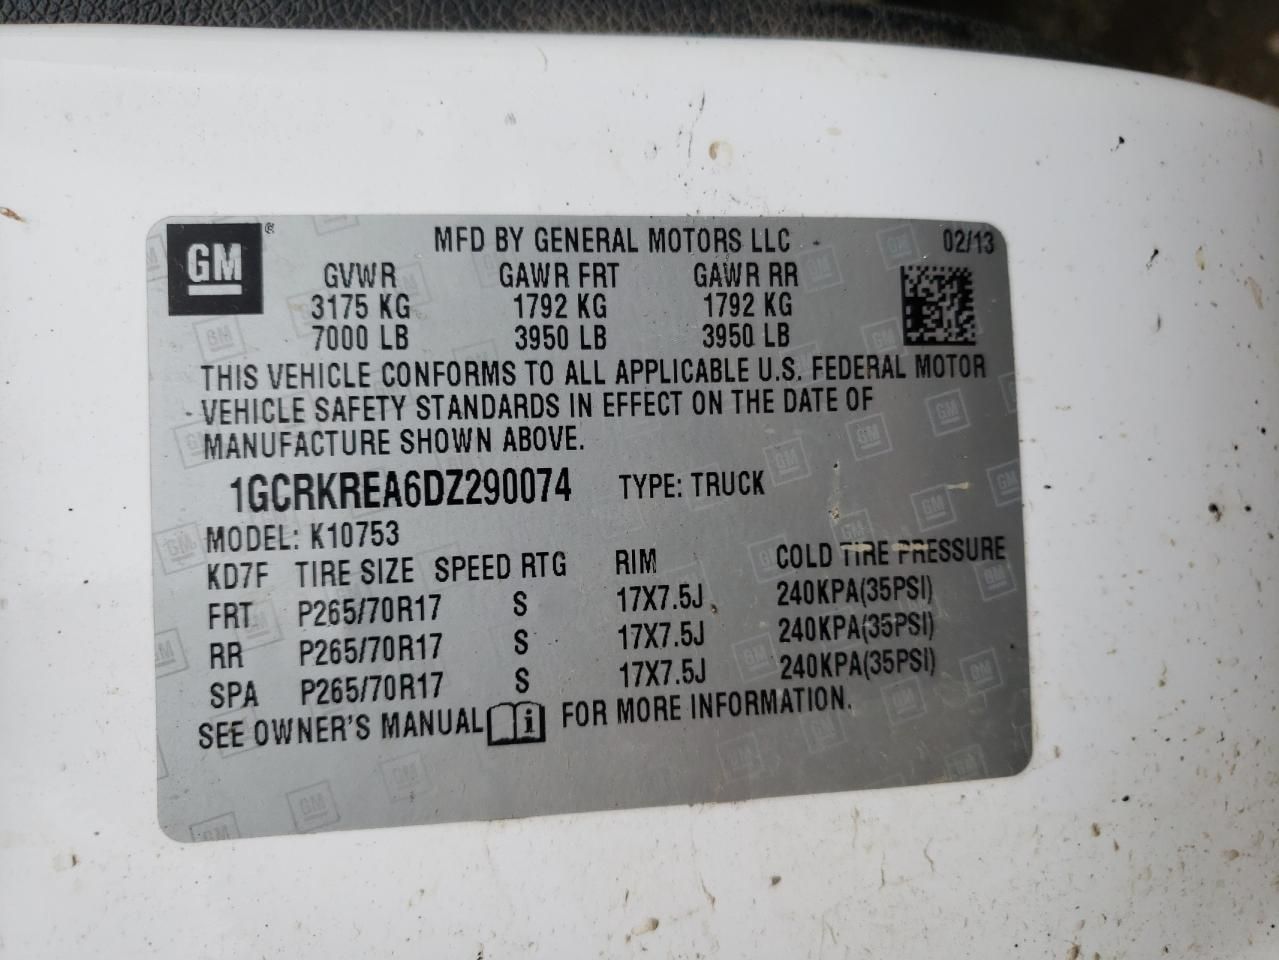 GM ® MFD BY GENERAL MOTORS LLC 02/13
GVWR GAWR FRT GAWR RR
3175 KG 1792 KG 1792 KG
7000 LB 3950 LB 3950 LB
THIS VEHICLE CONFORMS TO ALL APPLICABLE U.S. FEDERAL MOTOR
VEHICLE SAFETY STANDARDS IN EFFECT ON THE DATE OF
MANUFACTURE SHOWN ABOVE.
1GCRKREA6DZ290074 TYPE: TRUCK
MODEL: K10753
KD7F TIRE SIZE SPEED RTG RIM COLD TIRE PRESSURE
FRT P265/70R17 S 17X7.5J 240KPA(35PSI)
RR P265/70R17 S 17X7.5J 240KPA(35PSI)
SPA P265/70R17 S 17X7.5J 240KPA(35PSI)
SEE OWNER'S MANUAL i FOR MORE INFORMATION.